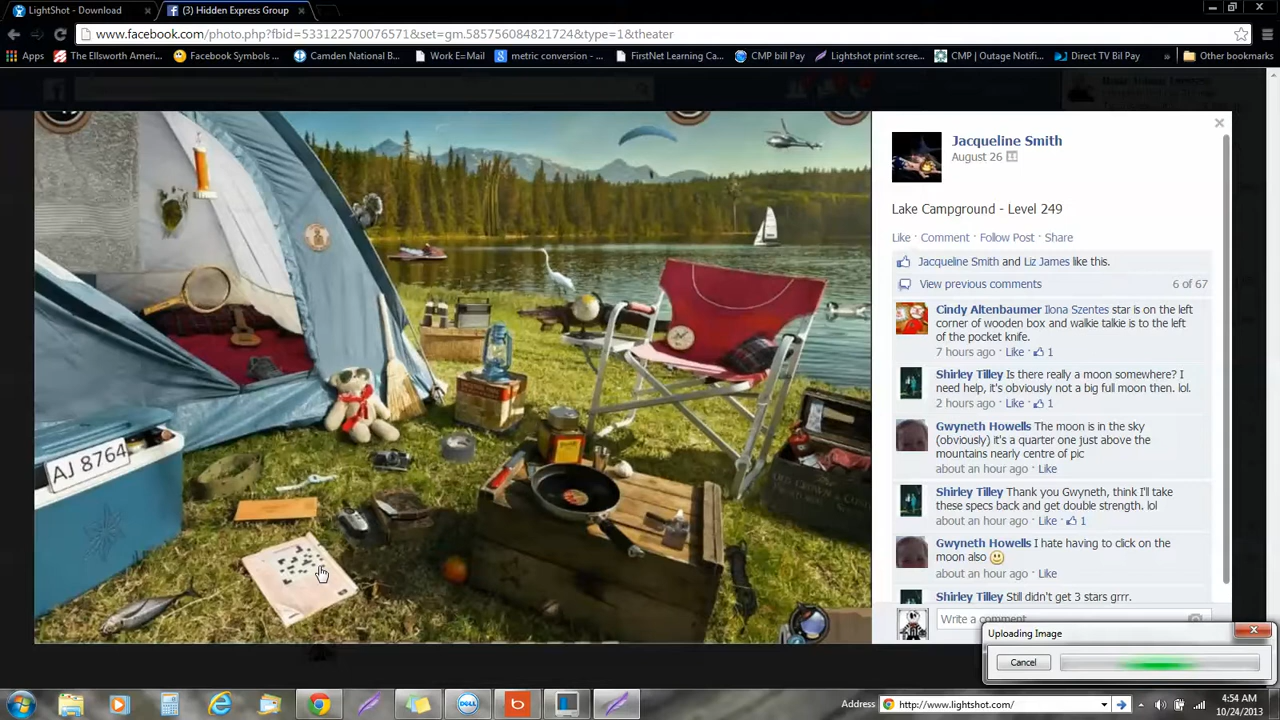 LightShot - Download
(3) Hidden Express Group
www.facebook.com/photo.php?fbid=533122570076571&set=gm.585756084821724&type=1&theater
Apps
The Ellsworth Ameri...
Facebook Symbols ...
Camden National B...
Work E-Mail
metric conversion - ...
FirstNet Learning Ca...
CMP bill Pay
Lightshot print scree...
CMP | Outage Notifi...
Direct TV Bil Pay
»
Other bookmarks
Jacqueline Smith
August 26
Lake Campground - Level 249
Like · Comment · Follow Post · Share
Jacqueline Smith and Liz James like this.
View previous comments
6 of 67
Cindy Altenbaumer Ilona Szentes star is on the left
corner of wooden box and walkie talkie is to the left
of the pocket knife.
7 hours ago · Like · 1
Shirley Tilley Is there really a moon somewhere? I
need help, it's obviously not a big full moon then. lol.
2 hours ago · Like · 1
Gwyneth Howells The moon is in the sky
(obviously) it's a quarter one just above the
mountains nearly centre of pic
about an hour ago · Like
Shirley Tilley Thank you Gwyneth, think I'll take
these specs back and get double strength. lol
about an hour ago · Like · 1
Gwyneth Howells I hate having to click on the
moon also
about an hour ago · Like
Shirley Tilley Still didn't get 3 stars grrr.
Write a comment
AJ 8764
Uploading Image
Cancel
DELL
b
Address
http://www.lightshot.com/
4:54 AM
10/24/2013